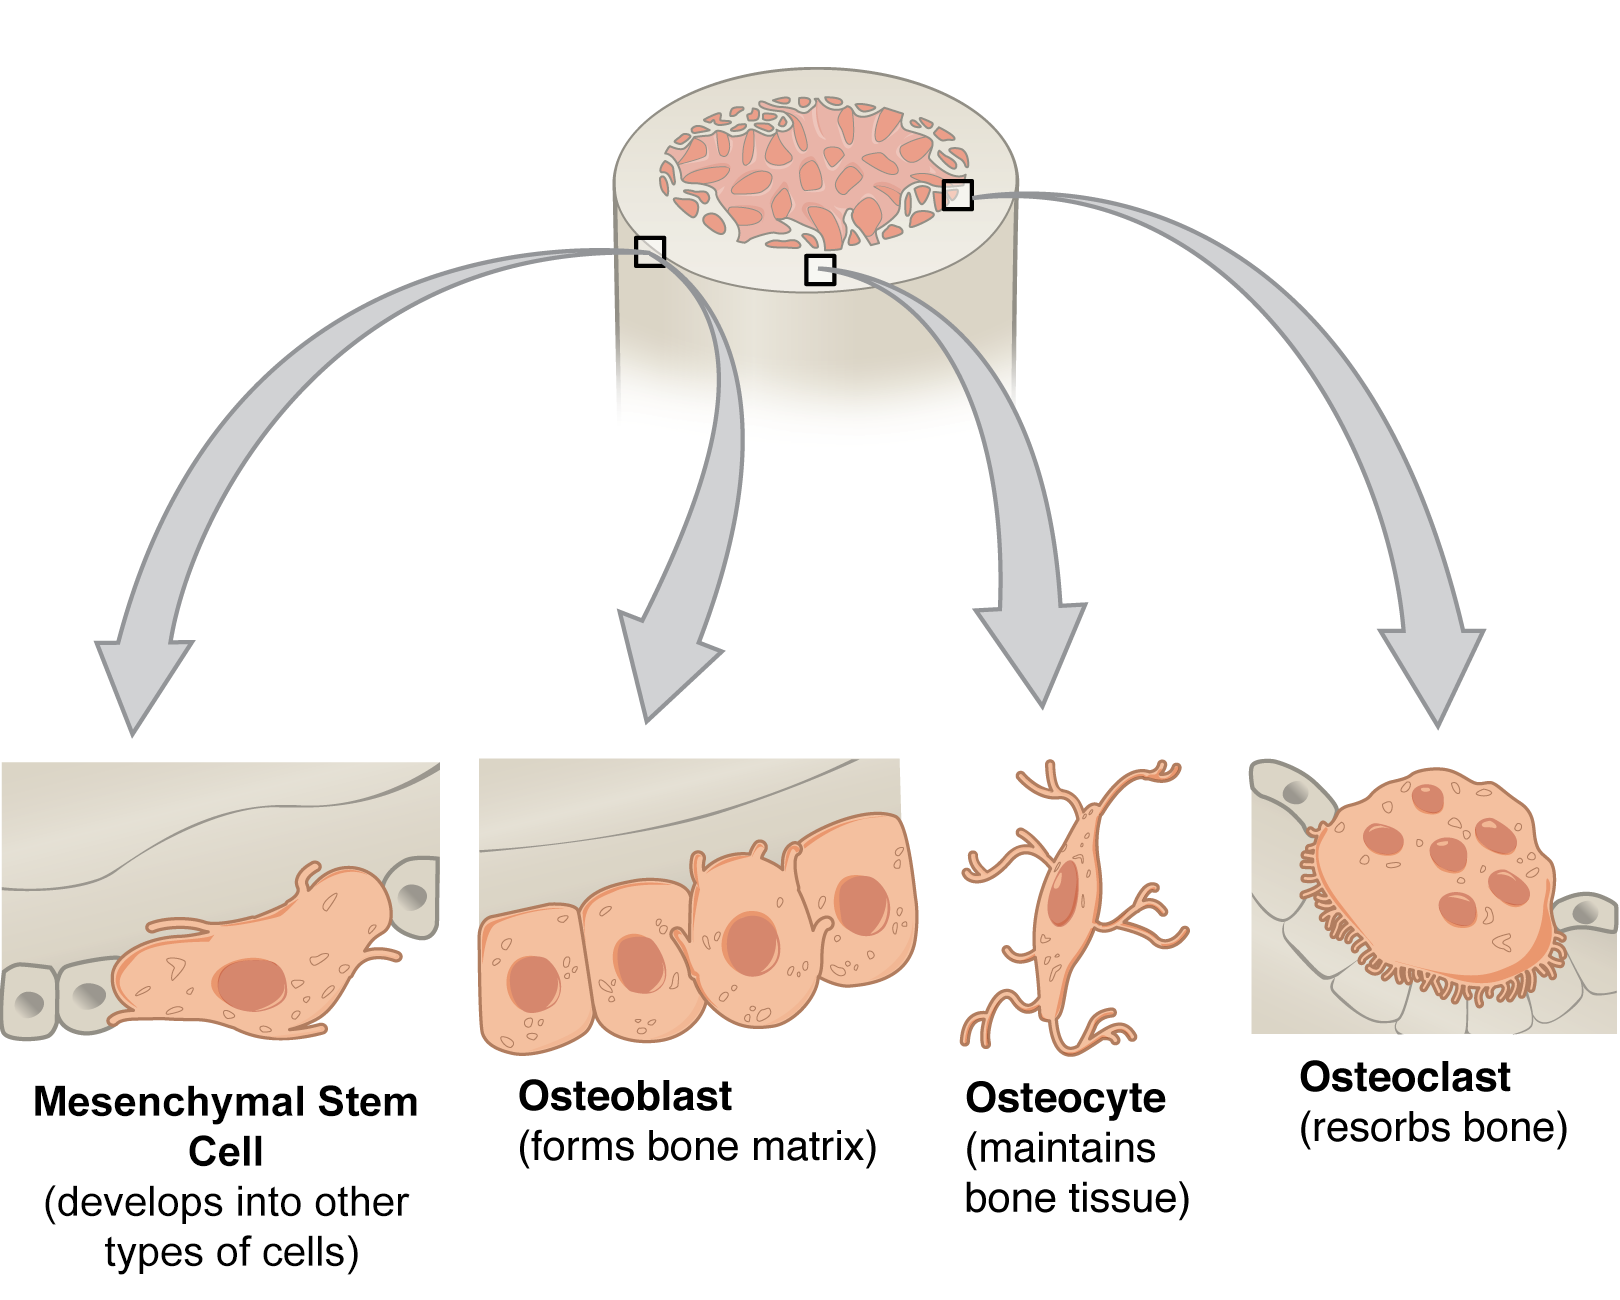 Mesenchymal Stem
Cell
(develops into other
types of cells)
Osteoblast
(forms bone matrix)
Osteocyte
(maintains
bone tissue)
Osteoclast
(resorbs bone)